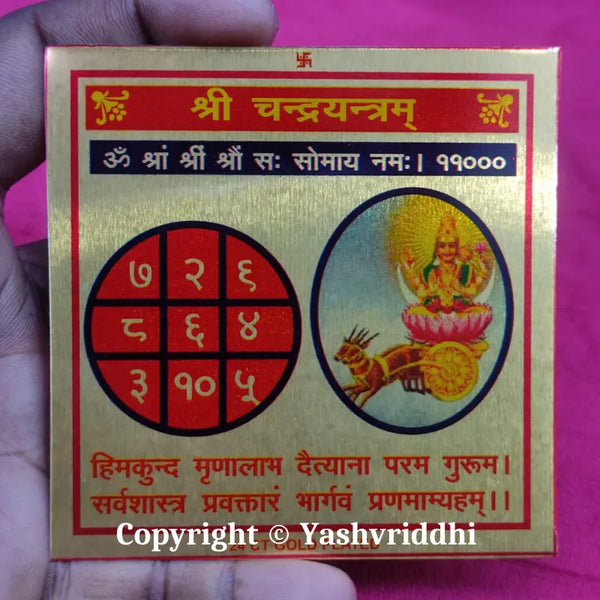 श्री चन्द्रयन्त्रम्
ॐ श्रां श्रीं श्रौं सः सोमाय नमः। ११०००
७ २ ६
८ ६ ४
३ १० ५
हिमकुन्द मृणालाभ दैत्याना परम गुरूम।
सर्वशास्त्र प्रवक्तारं भार्गवं प्रणमाम्यहम्।।
Copyright © Yashvriddhi
24 CT GOLD PLATED